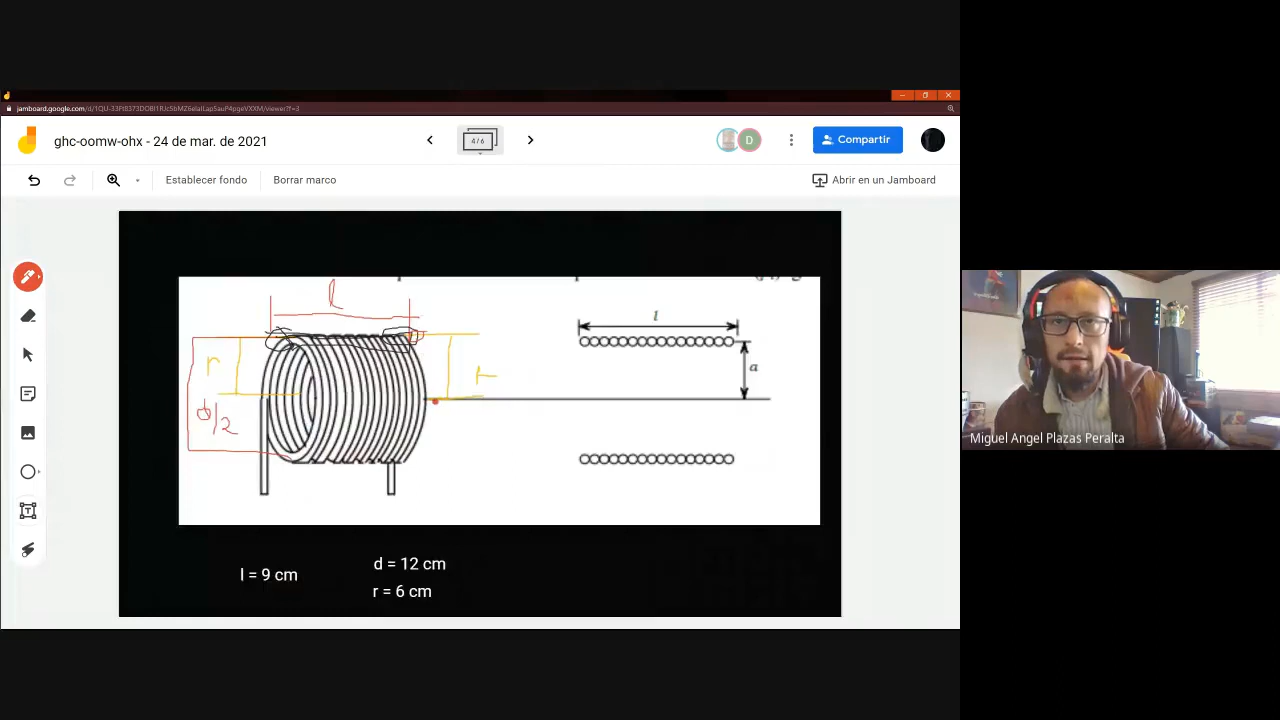 ghc-oomw-ohx - 24 de mar. de 2021
4 / 6
D
Compartir
Establecer fondo
Borrar marco
Abrir en un Jamboard
l
r
r
ϕ/2
l
a
l = 9 cm
d = 12 cm
r = 6 cm
T
Miguel Angel Plazas Peralta